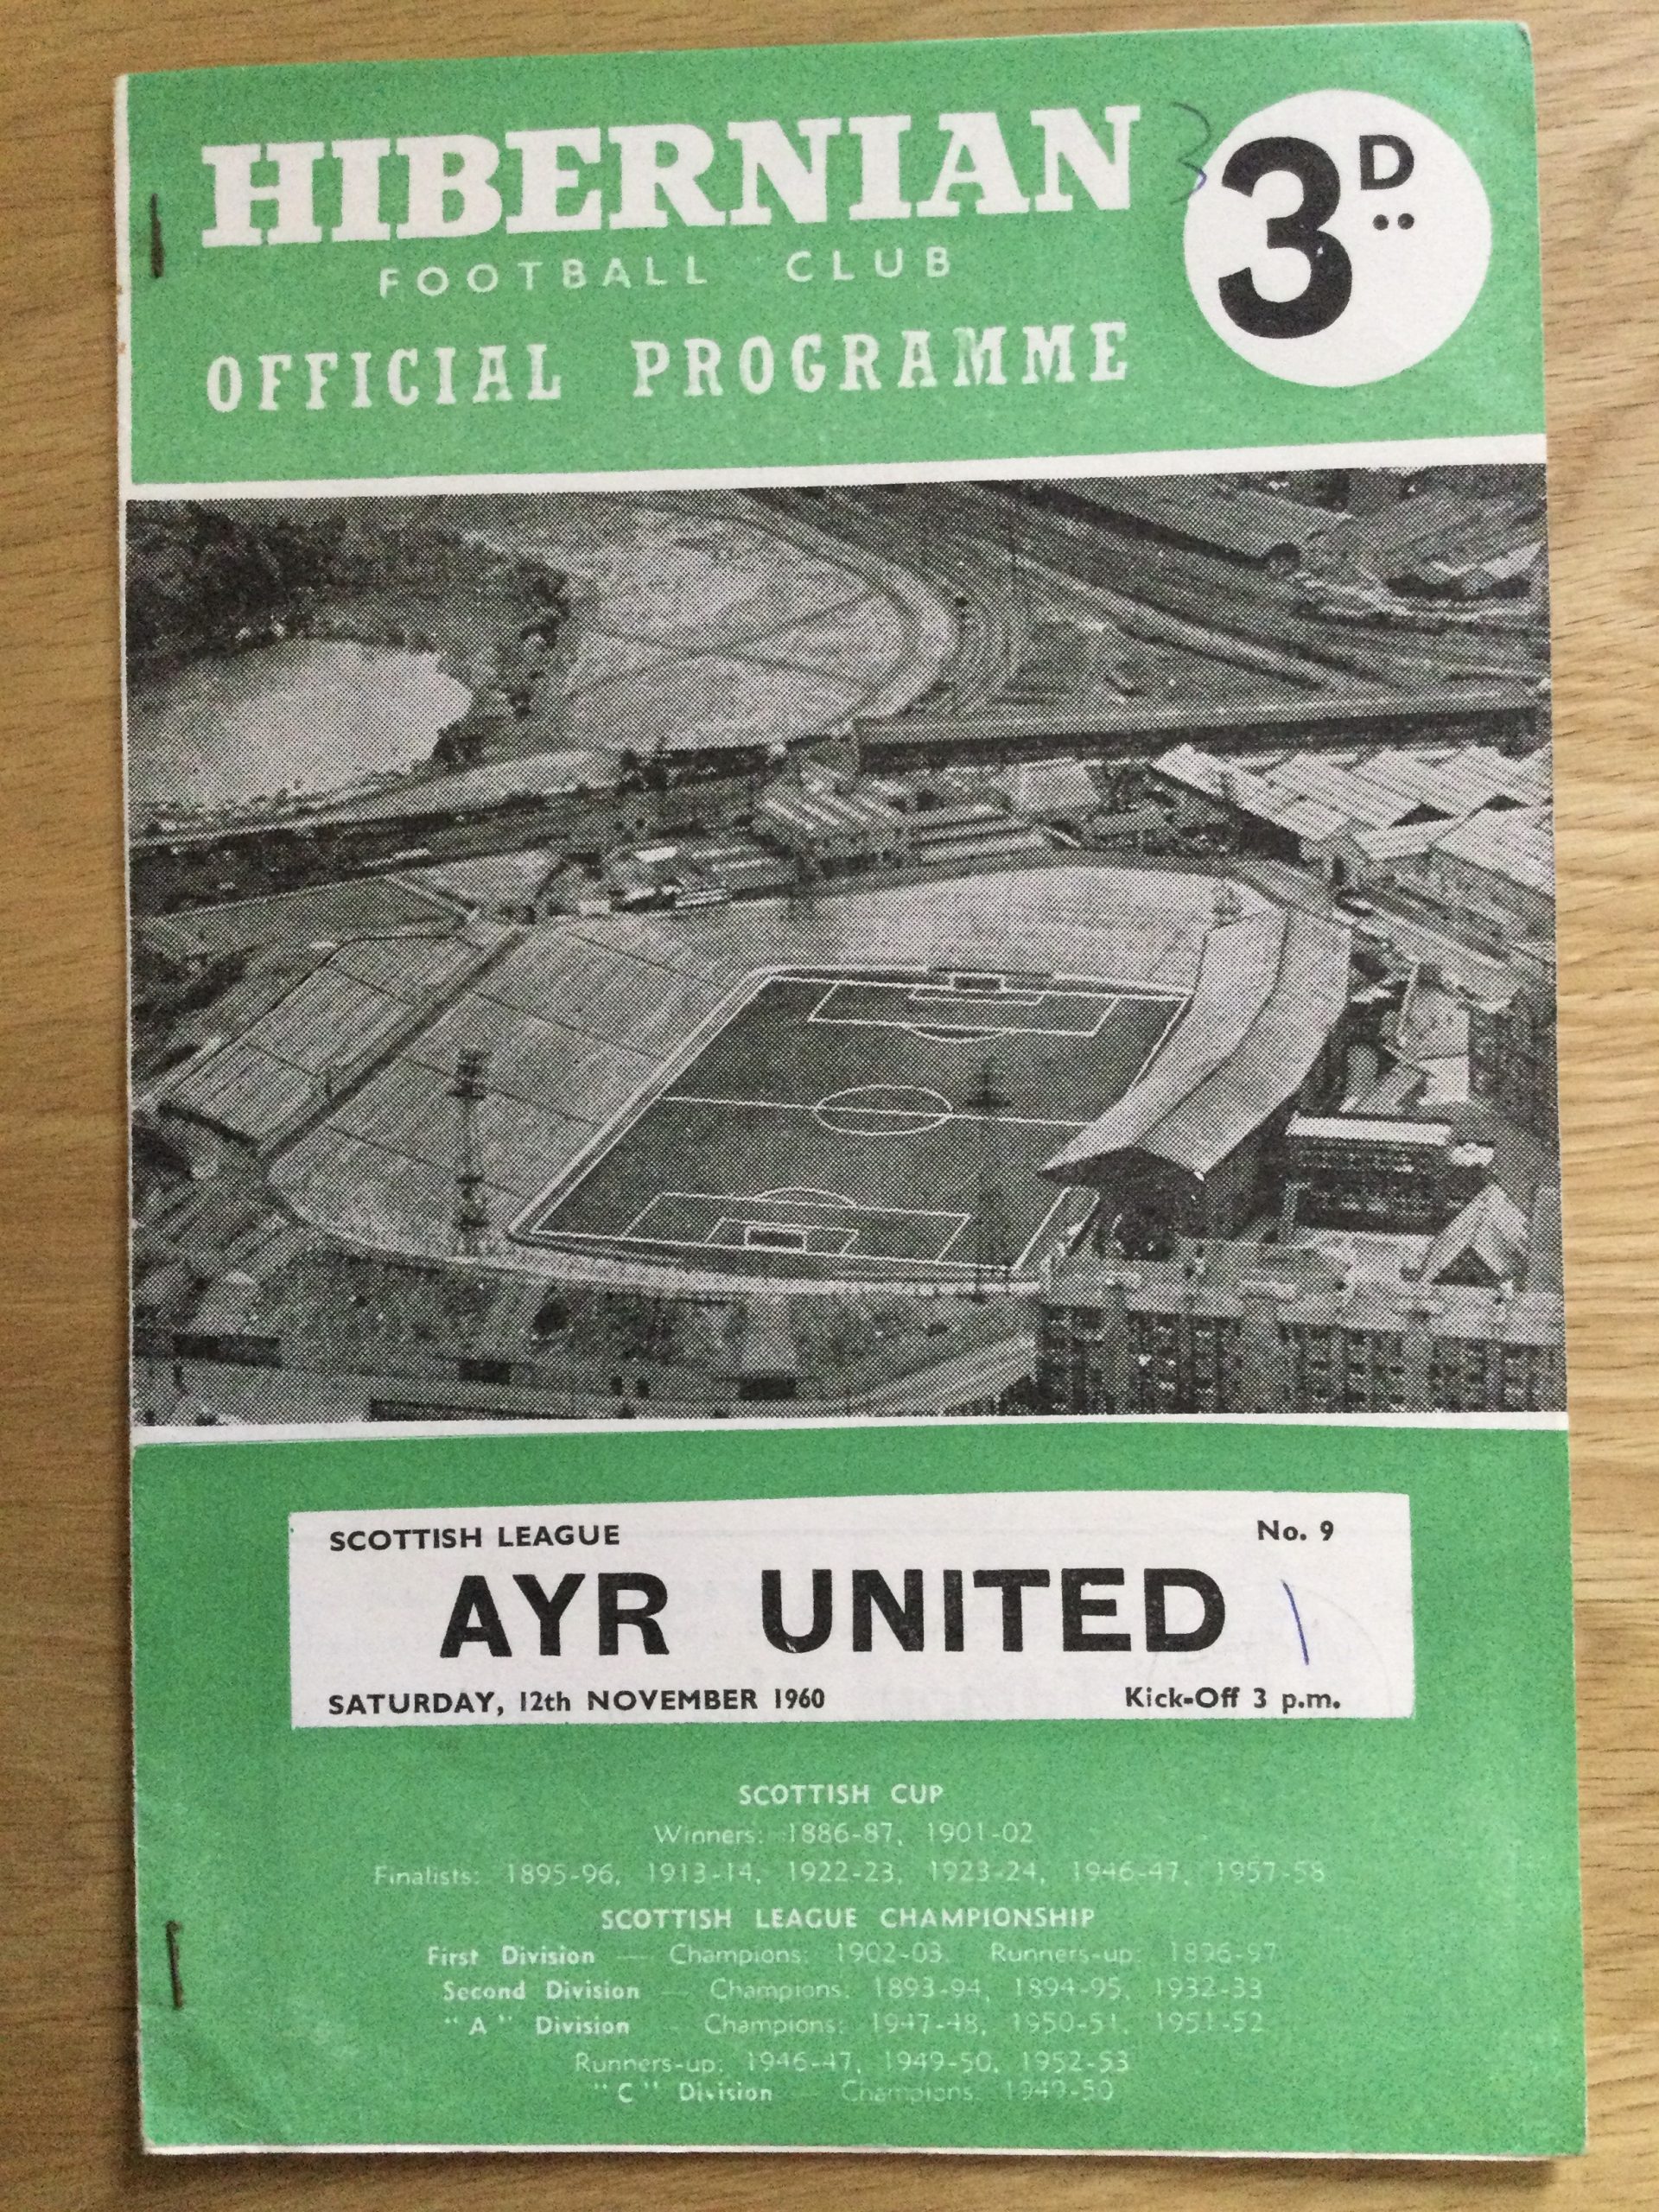 HIBERNIAN
3D
FOOTBALL CLUB
OFFICIAL PROGRAMME
SCOTTISH LEAGUE No. 9
AYR UNITED
SATURDAY, 12th NOVEMBER 1960 Kick-Off 3 p.m.
SCOTTISH CUP
Winners: 1886-87, 1901-02
Finalists: 1895-96, 1913-14, 1922-23, 1923-24, 1946-47, 1957-58
SCOTTISH LEAGUE CHAMPIONSHIP
First Division — Champions: 1902-03. Runners-up: 1896-97
Second Division — Champions: 1893-94, 1894-95, 1932-33
"A" Division — Champions: 1947-48, 1950-51, 1951-52
Runners-up: 1946-47, 1949-50, 1952-53
"C" Division — Champions: 1949-50